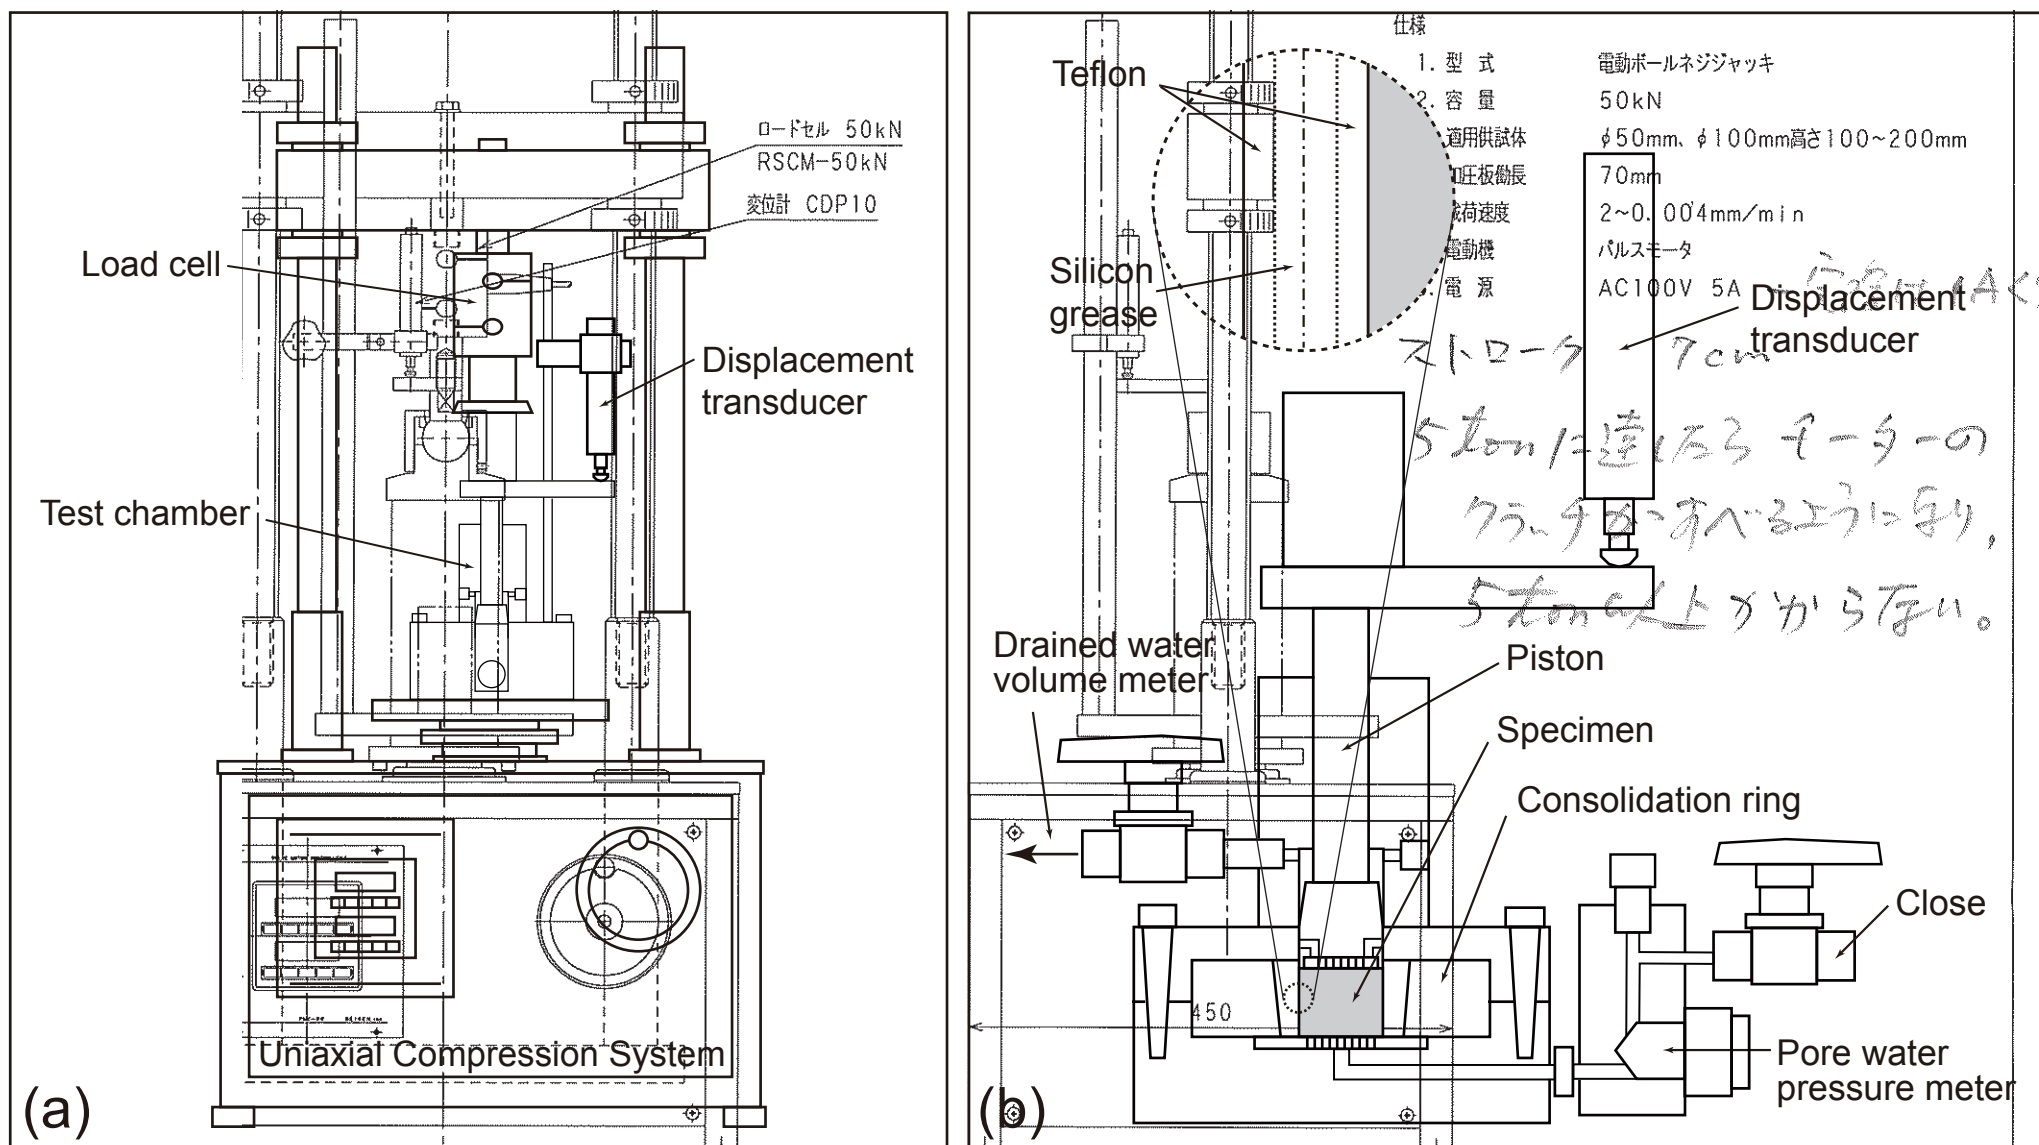 ロードセル 50kN
RSCM-50kN
変位計 CDP10
Load cell
Displacement
transducer
Test chamber
Uniaxial Compression System
(a)
仕様
1. 型 式 電動ボールネジジャッキ
2. 容 量 50kN
適用供試体 φ50mm、φ100mm高さ100~200mm
70mm
荷速度 2~0.004mm/min
電動機 パルスモータ
電 源 AC100V 5A
Teflon
Silicon
grease
Displacement
transducer
ストローク 7cm
5tonに達したらモーターの
クラッチがすべるようになり、
5ton以上かからない。
Drained water
volume meter
Piston
Specimen
Consolidation ring
Close
450
Pore water
pressure meter
(b)